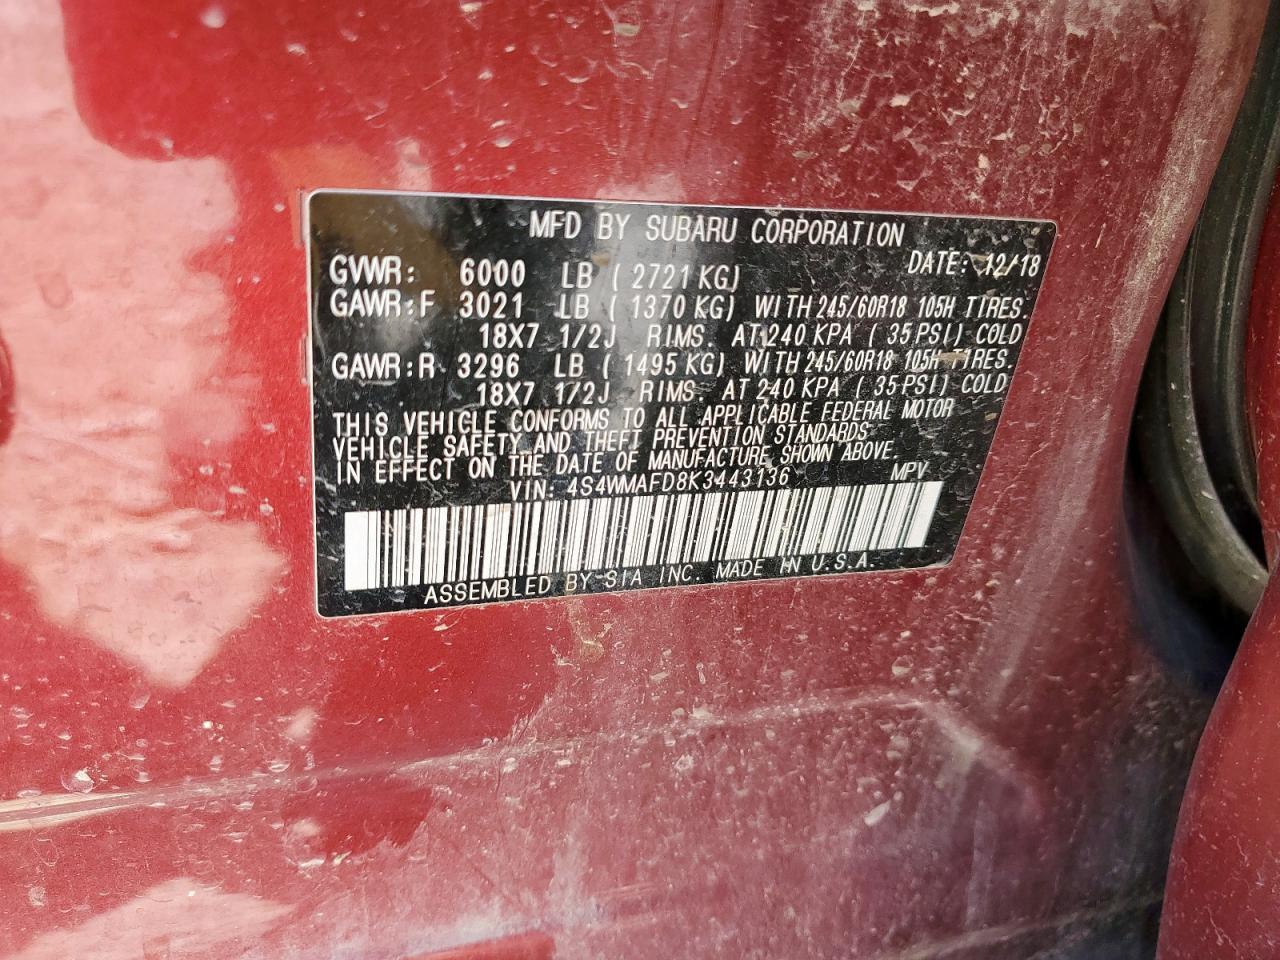 MFD BY SUBARU CORPORATION
DATE: 12/18
GVWR: 6000 LB ( 2721 KG)
GAWR:F 3021 LB ( 1370 KG) WITH 245/60R18 105H TIRES.
18X7 1/2J RIMS. AT 240 KPA ( 35 PSI) COLD
GAWR:R 3296 LB ( 1495 KG) WITH 245/60R18 105H TIRES.
18X7 1/2J RIMS. AT 240 KPA ( 35 PSI) COLD
THIS VEHICLE CONFORMS TO ALL APPLICABLE FEDERAL MOTOR
VEHICLE SAFETY AND THEFT PREVENTION STANDARDS
IN EFFECT ON THE DATE OF MANUFACTURE SHOWN ABOVE.
VIN: 4S4WMAFD8K3443136 MPV
ASSEMBLED BY SIA INC. MADE IN U.S.A.